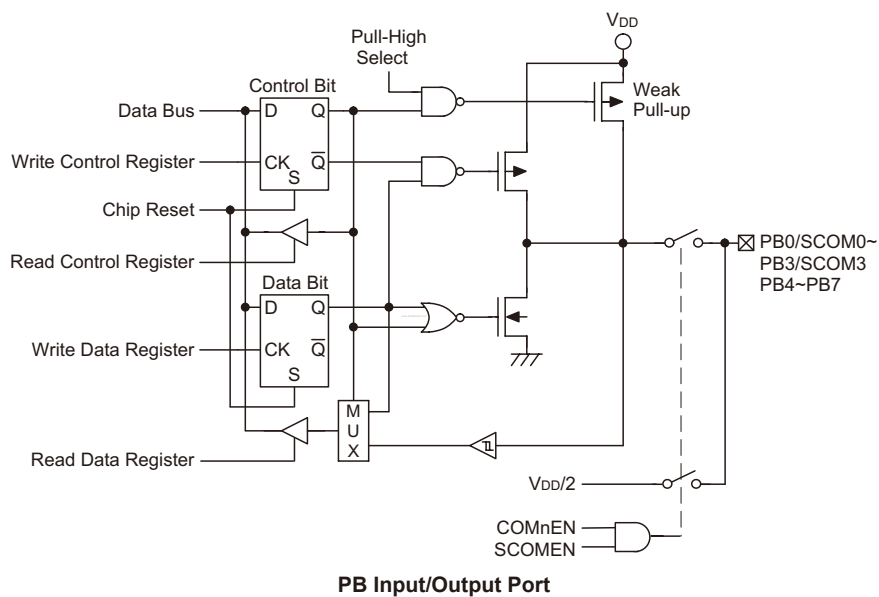 VDD
Pull-High
Select
Control Bit
Weak
Pull-up
Data Bus
D
Q
Write Control Register
CK
Q̅
S
Chip Reset
Read Control Register
PB0/SCOM0~
PB3/SCOM3
PB4~PB7
Data Bit
D
Q
Write Data Register
CK
Q̅
S
M
U
X
Read Data Register
VDD/2
COMnEN
SCOMEN
PB Input/Output Port